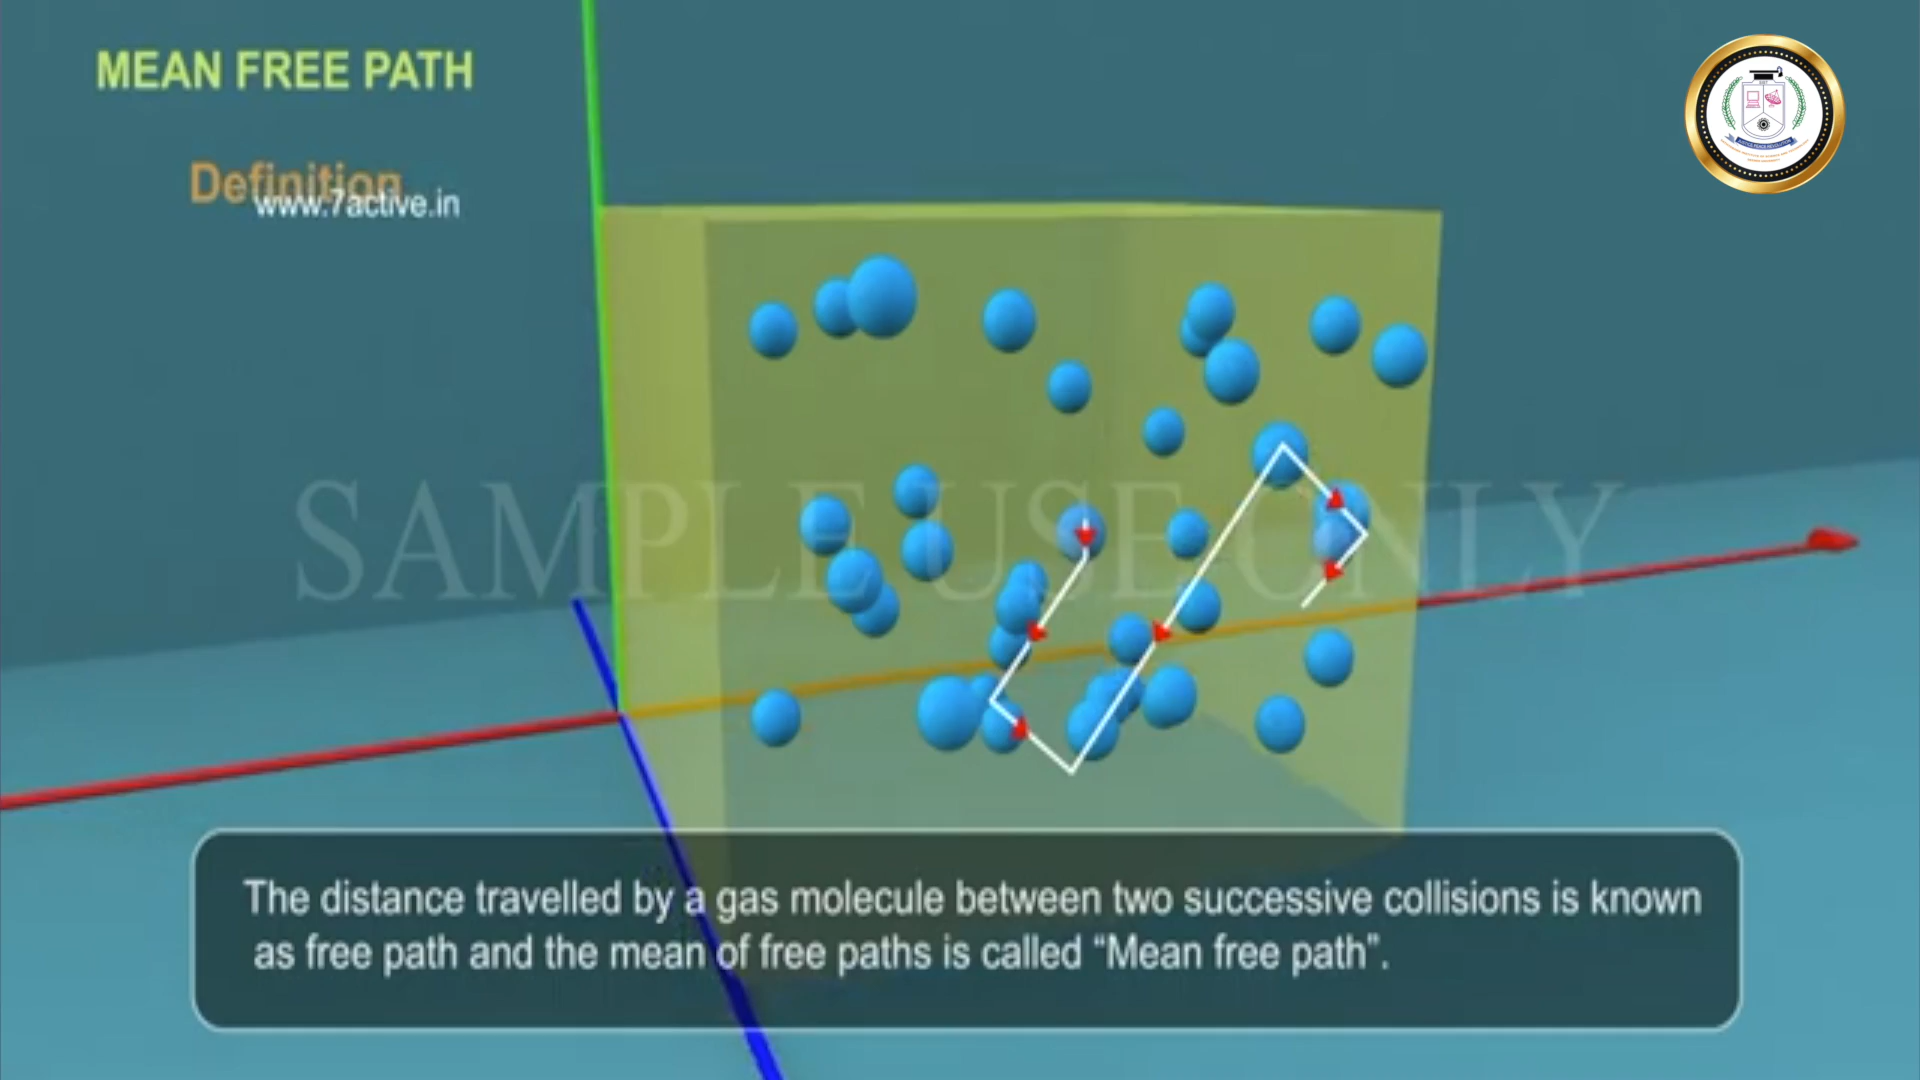 MEAN FREE PATH
Definition
www.7active.in
SAMPLE USE ONLY
The distance travelled by a gas molecule between two successive collisions is known
as free path and the mean of free paths is called “Mean free path”.